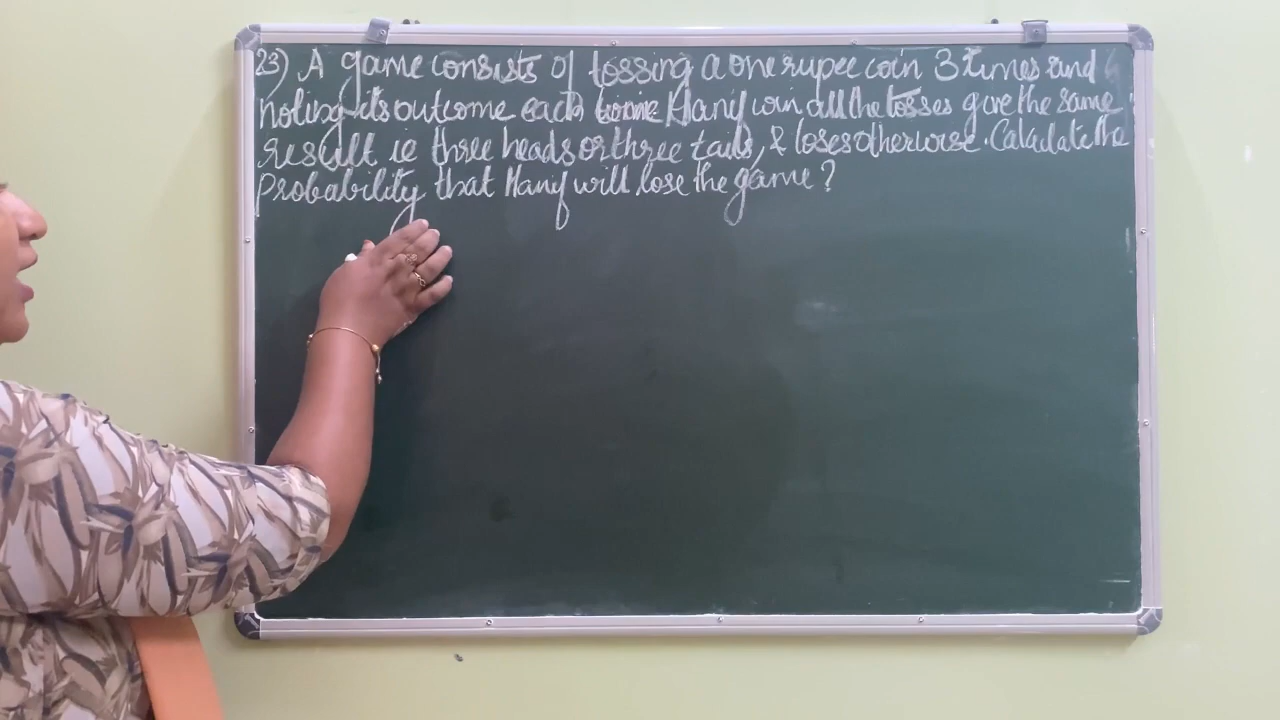 23) A game consists of tossing a one rupee coin 3 times and
noting its outcome each time Hanif win all the tosses give the same
result ie three heads or three tails, & loses otherwise. Calculate the
Probability that Hanif will lose the game?